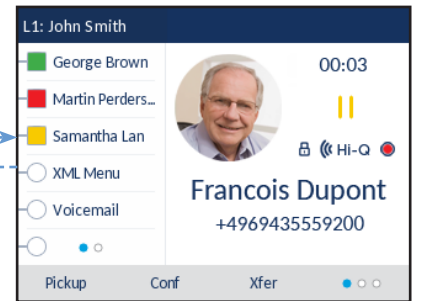 L1: John Smith
George Brown
Martin Perders...
Samantha Lan
XML Menu
Voicemail
00:03
Hi-Q
Francois Dupont
+4969435559200
Pickup Conf Xfer